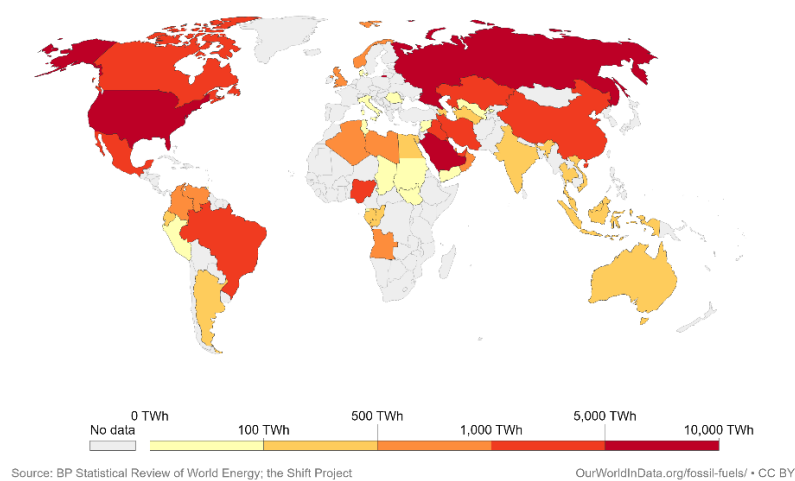 No data
0 TWh
100 TWh
500 TWh
1,000 TWh
5,000 TWh
10,000 TWh
Source: BP Statistical Review of World Energy; the Shift Project
OurWorldInData.org/fossil-fuels/ • CC BY